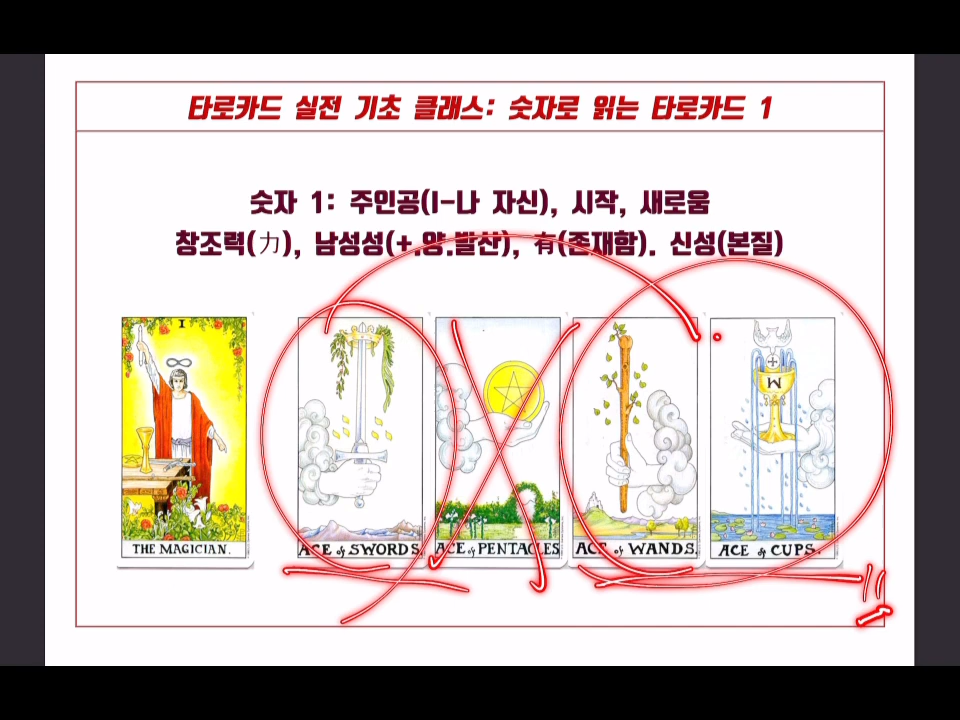 타로카드 실전 기초 클래스: 숫자로 읽는 타로카드 1
숫자 1: 주인공(I-나 자신), 시작, 새로움
창조력(力), 남성성(+,양,발산), 有(존재함). 신성(본질)
I
THE MAGICIAN.
ACE of SWORDS.
ACE of PENTACLES
ACE of WANDS.
ACE of CUPS.